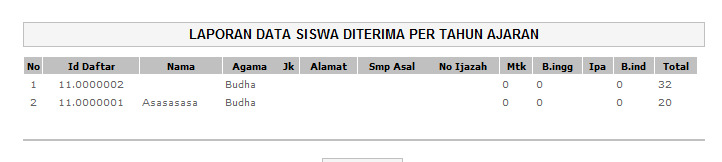 LAPORAN DATA SISWA DITERIMA PER TAHUN AJARAN
No Id Daftar Nama Agama Jk Alamat Smp Asal No Ijazah Mtk B.ingg Ipa B.ind Total
1 11.0000002 Budha 0 0 0 32
2 11.0000001 Asasasasa Budha 0 0 0 20